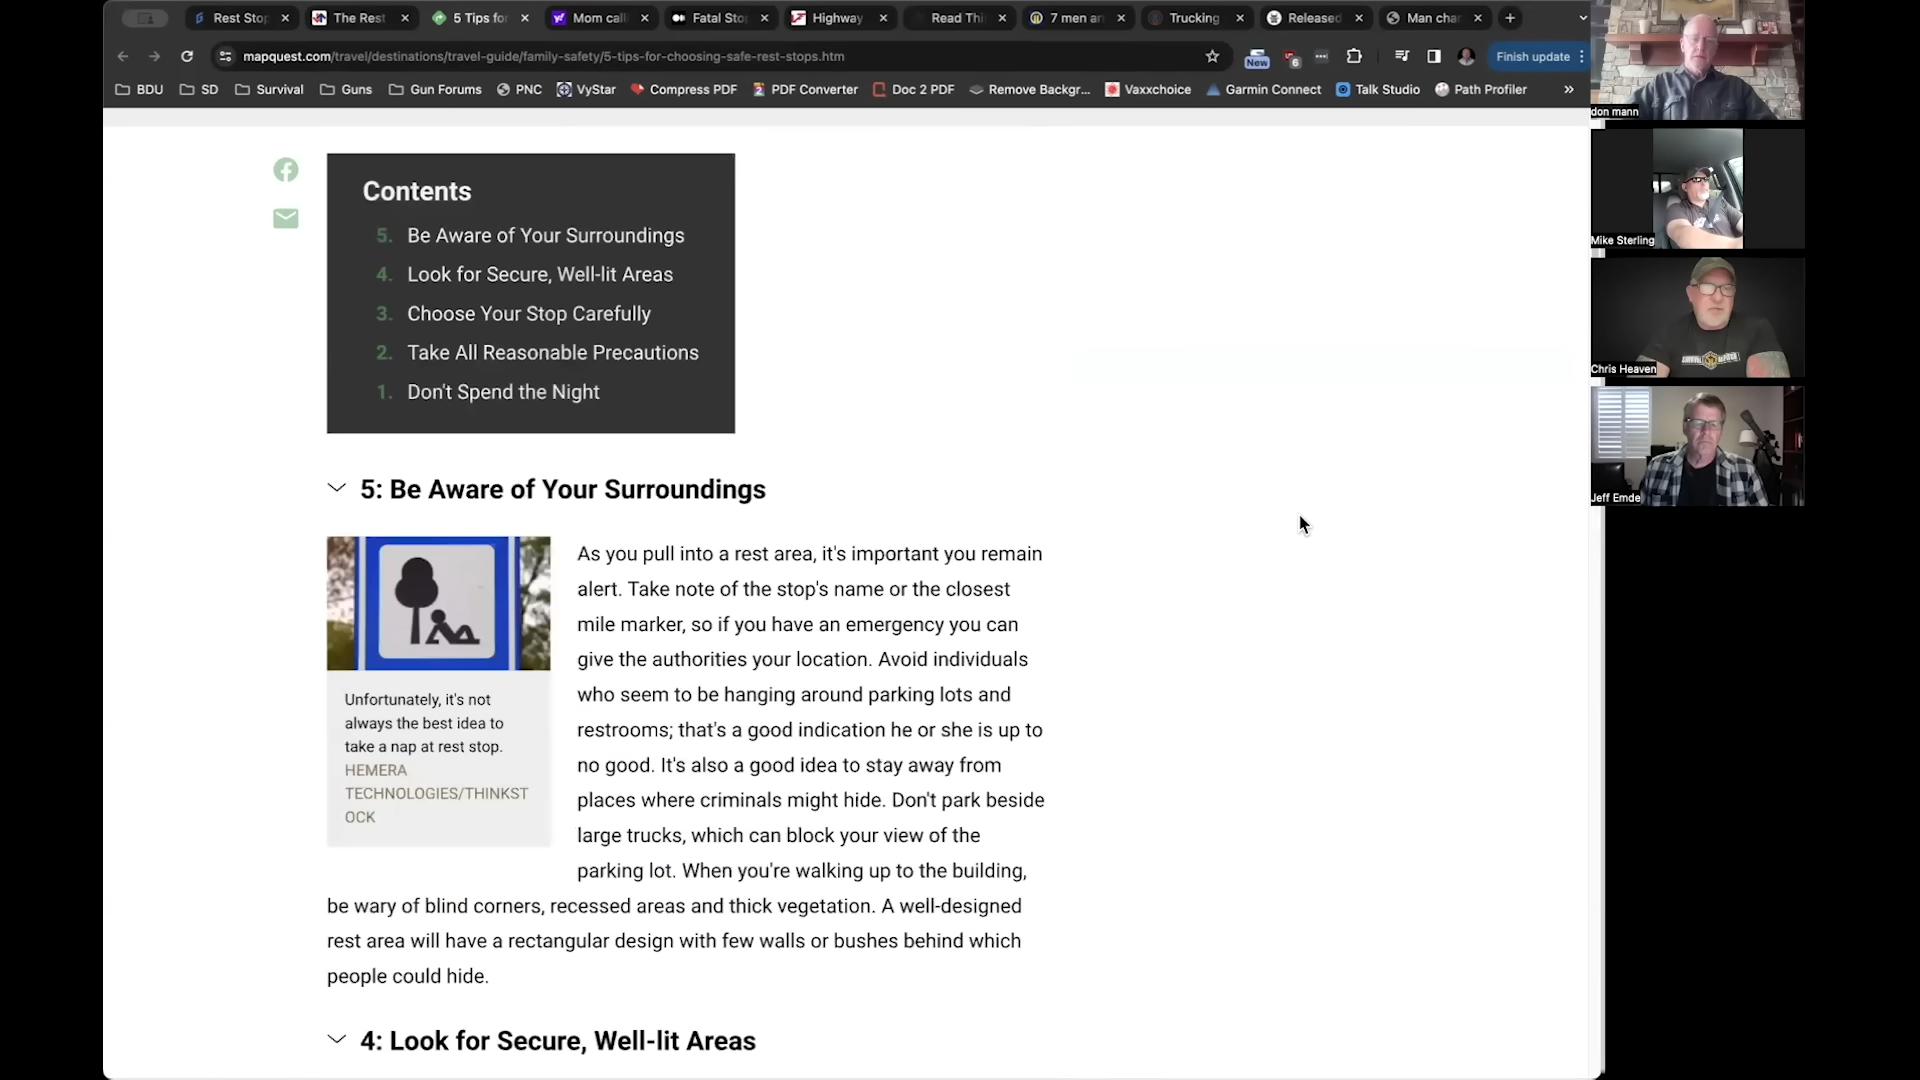 Rest Stop
The Rest
5 Tips for
Mom call
Fatal Sto
Highway
Read Thi
7 men an
Trucking
Released
Man char
mapquest.com/travel/destinations/travel-guide/family-safety/5-tips-for-choosing-safe-rest-stops.htm
New
6
Finish update
BDU
SD
Survival
Guns
Gun Forums
PNC
VyStar
Compress PDF
PDF Converter
Doc 2 PDF
Remove Backgr...
Vaxxchoice
Garmin Connect
Talk Studio
Path Profiler
»
don mann
Mike Sterling
Chris Heaven
Jeff Emde
Contents
5. Be Aware of Your Surroundings
4. Look for Secure, Well-lit Areas
3. Choose Your Stop Carefully
2. Take All Reasonable Precautions
1. Don't Spend the Night
5: Be Aware of Your Surroundings
Unfortunately, it's not
always the best idea to
take a nap at rest stop.
HEMERA
TECHNOLOGIES/THINKST
OCK
As you pull into a rest area, it's important you remain
alert. Take note of the stop's name or the closest
mile marker, so if you have an emergency you can
give the authorities your location. Avoid individuals
who seem to be hanging around parking lots and
restrooms; that's a good indication he or she is up to
no good. It's also a good idea to stay away from
places where criminals might hide. Don't park beside
large trucks, which can block your view of the
parking lot. When you're walking up to the building,
be wary of blind corners, recessed areas and thick vegetation. A well-designed
rest area will have a rectangular design with few walls or bushes behind which
people could hide.
4: Look for Secure, Well-lit Areas